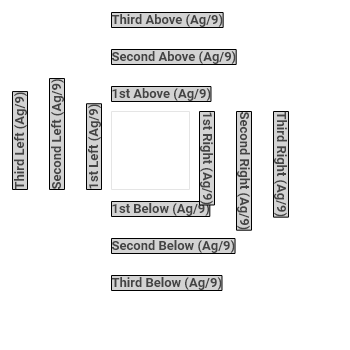 Third Above (Ag/9)
Second Above (Ag/9)
1st Above (Ag/9)
Third Left (Ag/9)
Second Left (Ag/9)
1st Left (Ag/9)
1st Right (Ag/9)
Second Right (Ag/9)
Third Right (Ag/9)
1st Below (Ag/9)
Second Below (Ag/9)
Third Below (Ag/9)